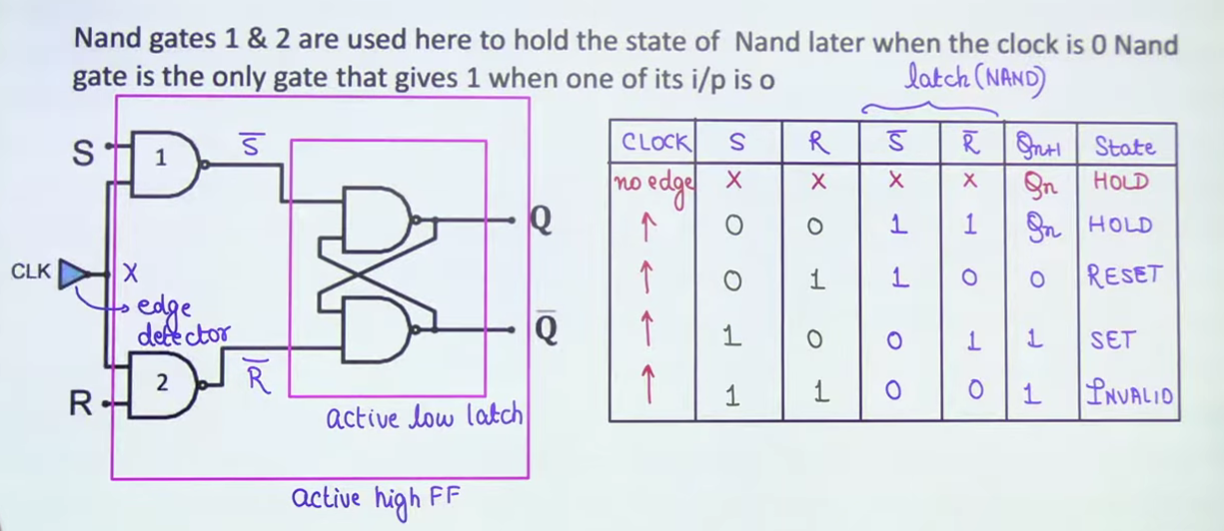 Nand gates 1 & 2 are used here to hold the state of Nand later when the clock is 0 Nand
gate is the only gate that gives 1 when one of its i/p is o
latch (NAND)
S 1 S̅
CLOCK S R S̅ R̅ Qn+1 State
no edge X X X X Qn HOLD
↑ 0 0 1 1 Qn HOLD
↑ 0 1 1 0 0 RESET
↑ 1 0 0 1 1 SET
↑ 1 1 0 0 1 INVALID
Q
CLK X
edge
detector
Q̅
R 2 R̅
active low latch
active high FF